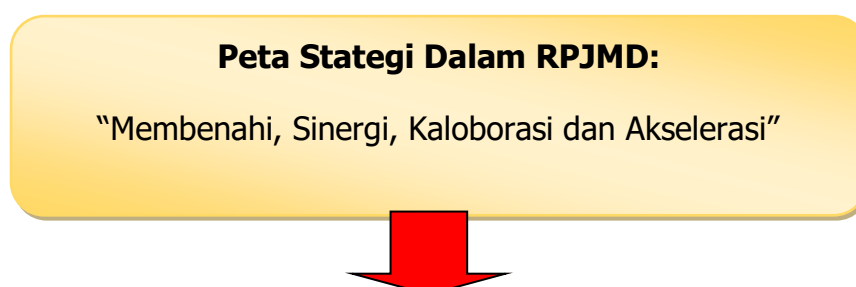 Peta Stategi Dalam RPJMD:
“Membenahi, Sinergi, Kaloborasi dan Akselerasi”